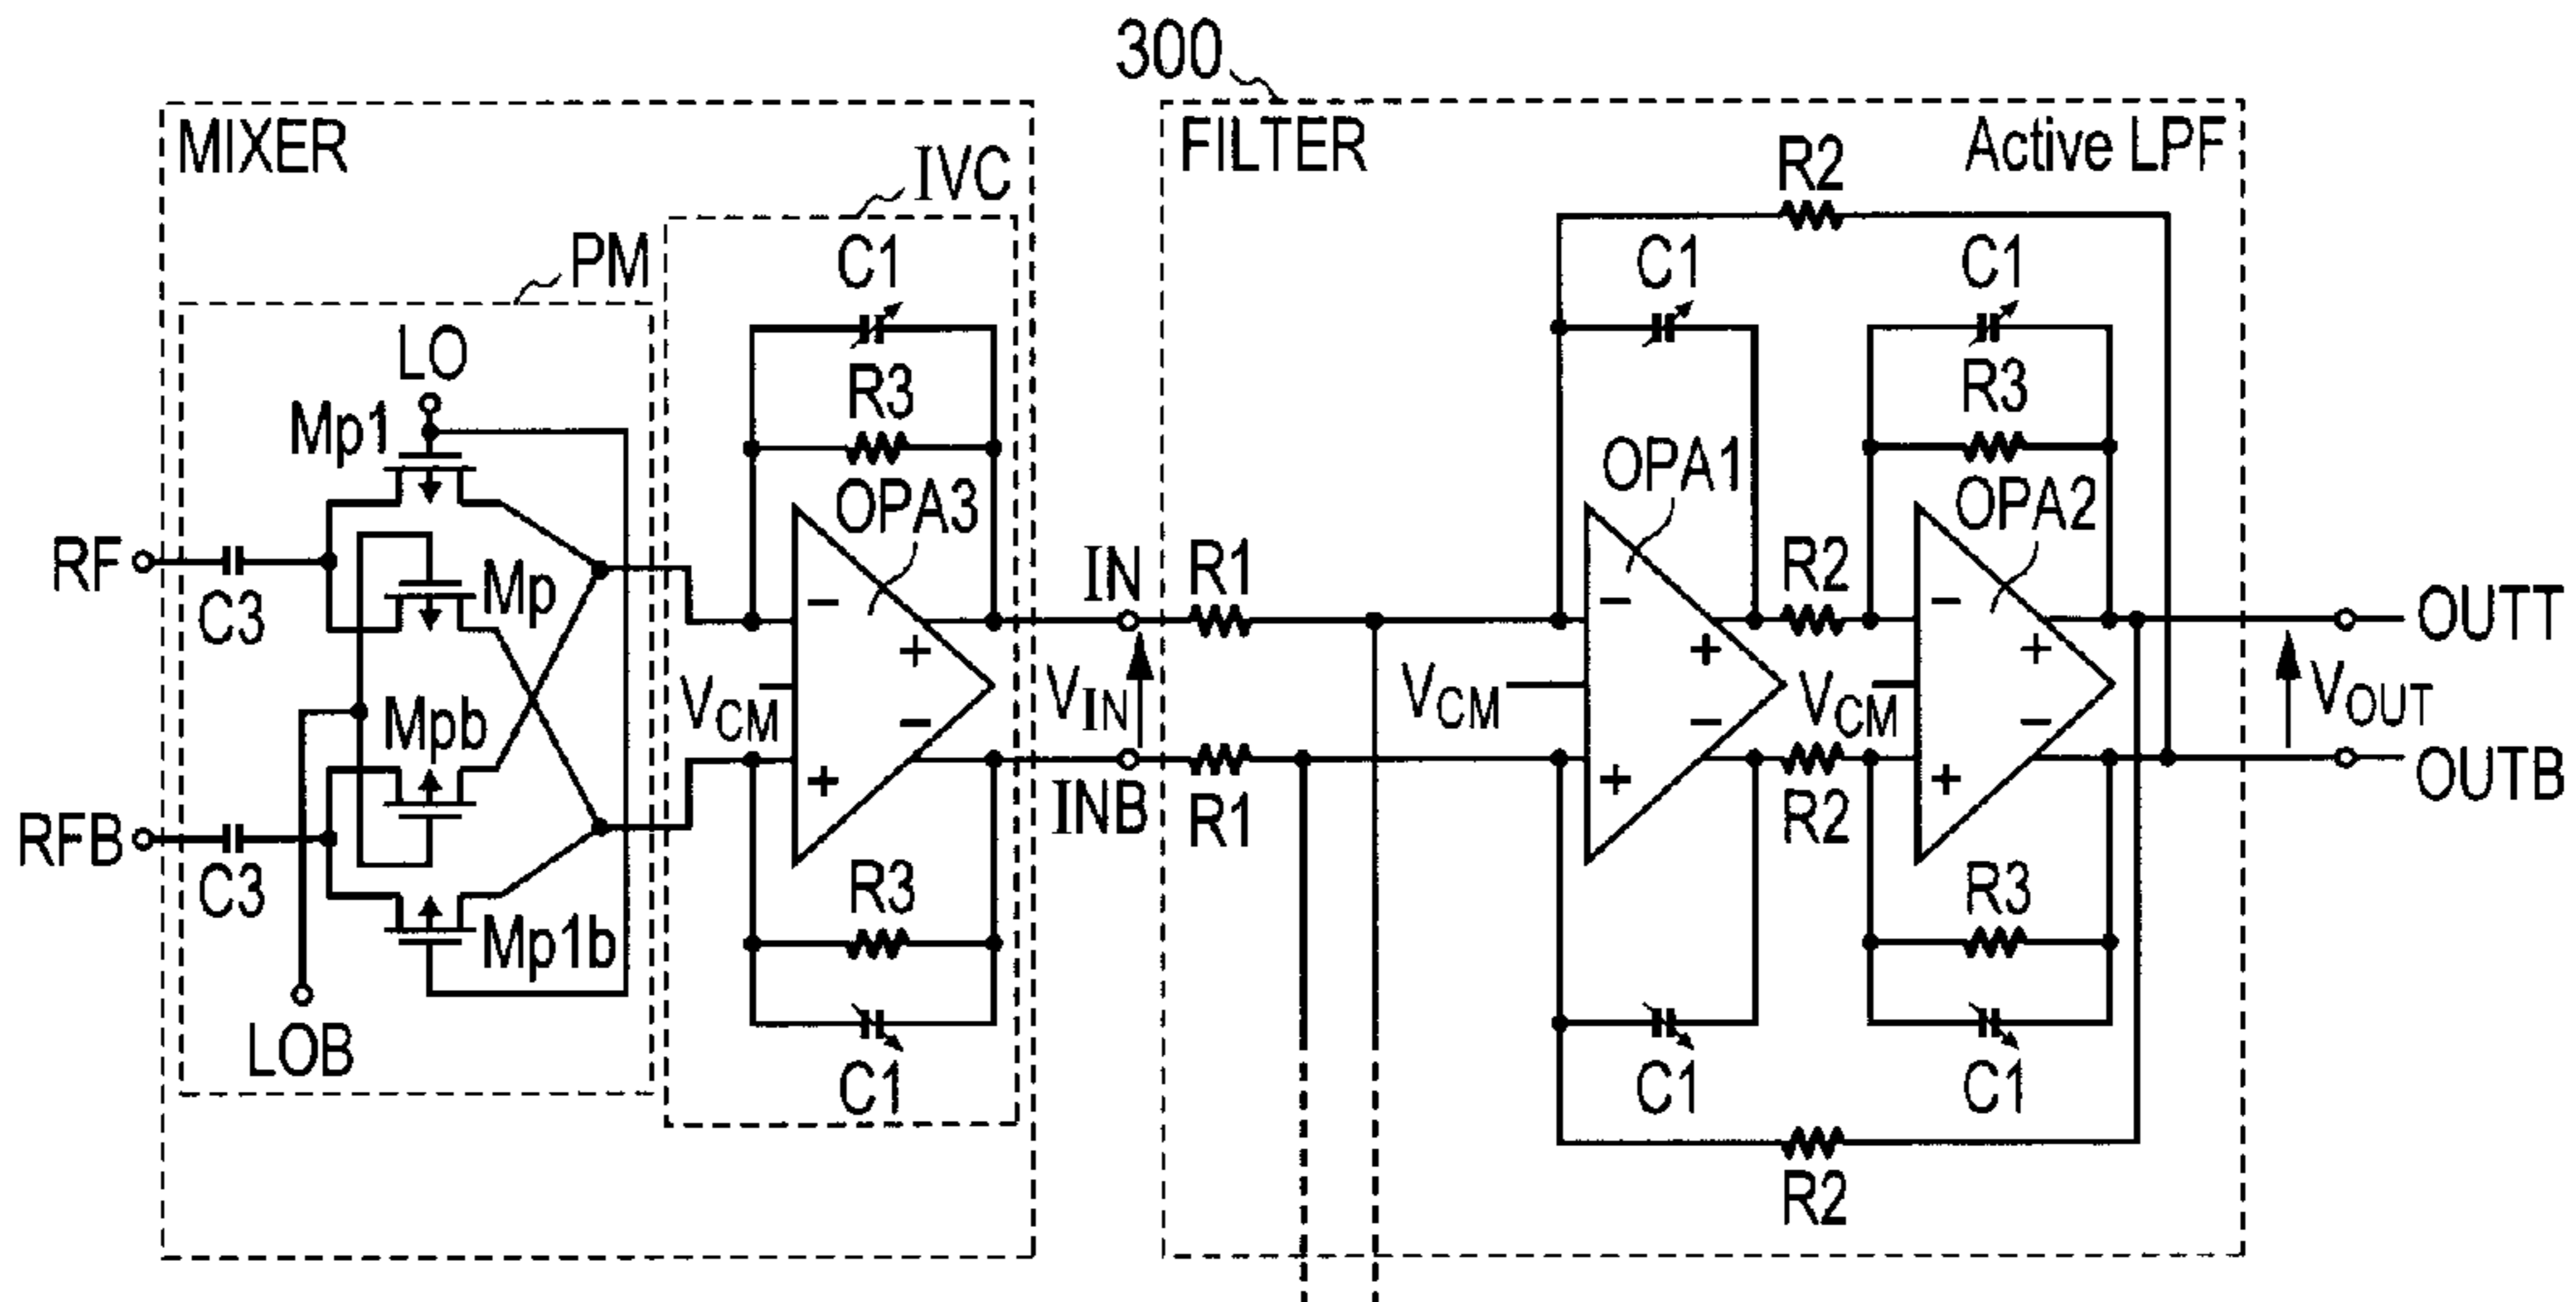 300
MIXER
FILTER
Active LPF
IVC
PM
LO
Mp1
RF
C3
Mp
Mpb
RFB
C3
Mp1b
LOB
C1
R3
OPA3
−
+
VCM
+
−
R3
C1
IN
VIN
INB
R1
R1
R2
C1
OPA1
−
+
VCM
+
−
C1
R2
R2
C1
R3
OPA2
−
+
VCM
+
−
R3
C1
R2
OUTT
VOUT
OUTB